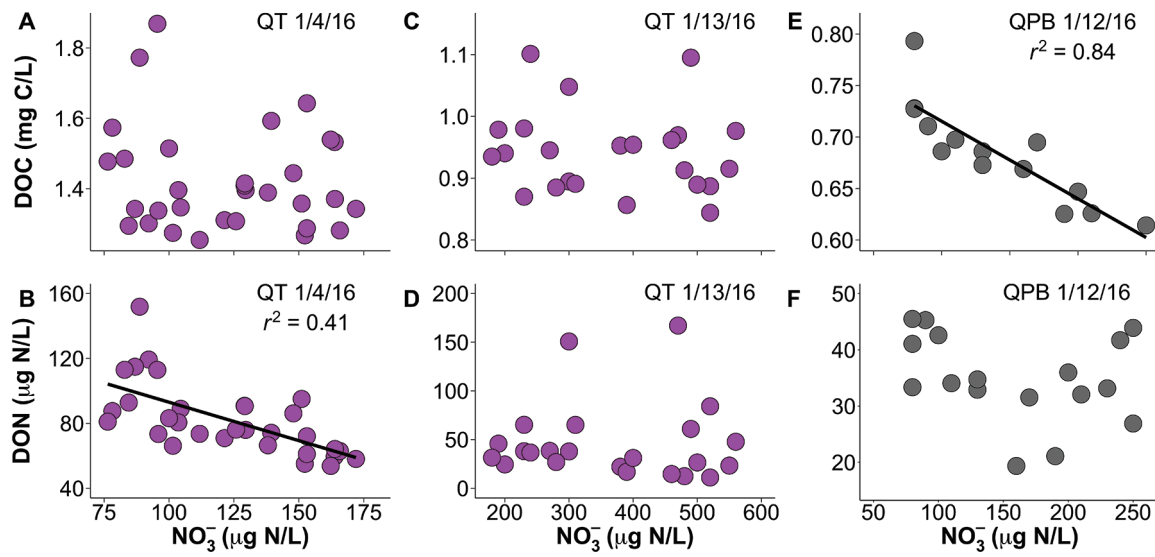 A
QT 1/4/16
DOC (mg C/L)
1.8
1.6
1.4
C
QT 1/13/16
1.1
1.0
0.9
0.8
E
QPB 1/12/16
r² = 0.84
0.80
0.75
0.70
0.65
0.60
B
QT 1/4/16
r² = 0.41
DON (μg N/L)
160
120
80
40
75 100 125 150 175
NO₃⁻ (μg N/L)
D
QT 1/13/16
200
150
100
50
0
200 300 400 500 600
NO₃⁻ (μg N/L)
F
QPB 1/12/16
50
40
30
20
50 100 150 200 250
NO₃⁻ (μg N/L)